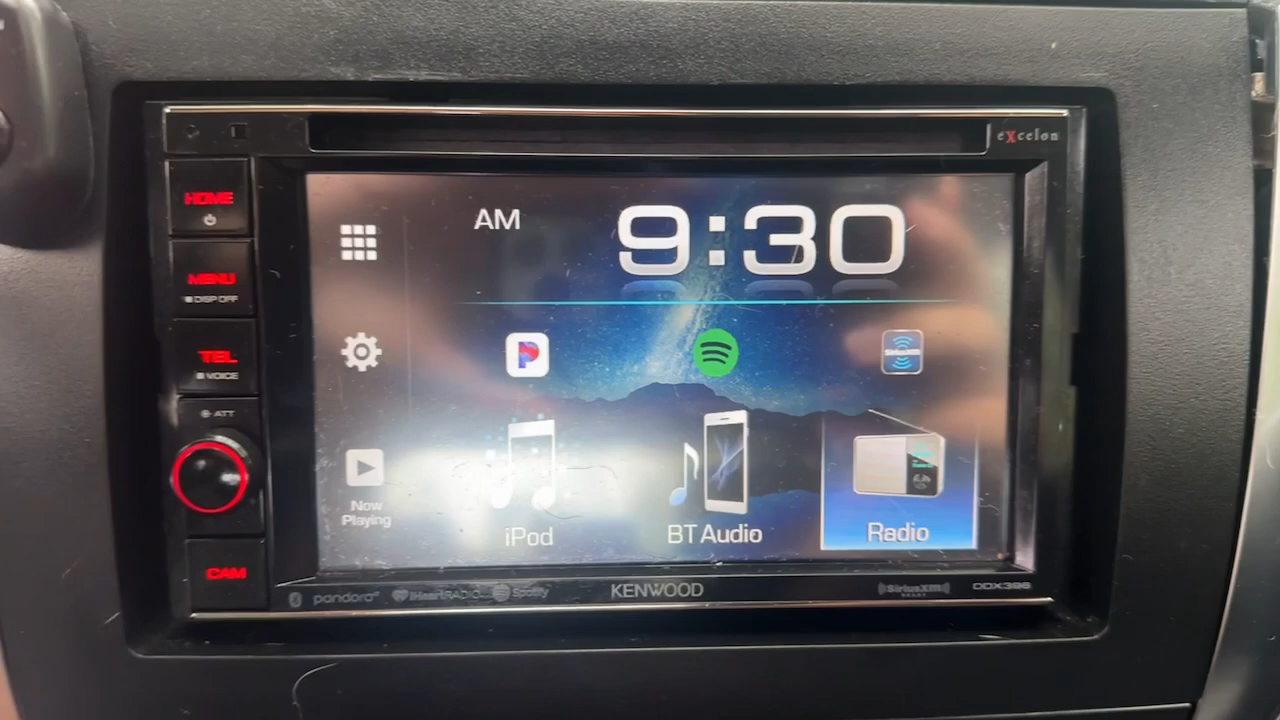 eXcelon
HOME
MENU
DISP OFF
TEL
VOICE
ATT
CAM
AM 9:30
Now
Playing
iPod
BT Audio
Radio
pandora
iHeartRADIO
Spotify
KENWOOD
SiriusXM
READY
DDX396